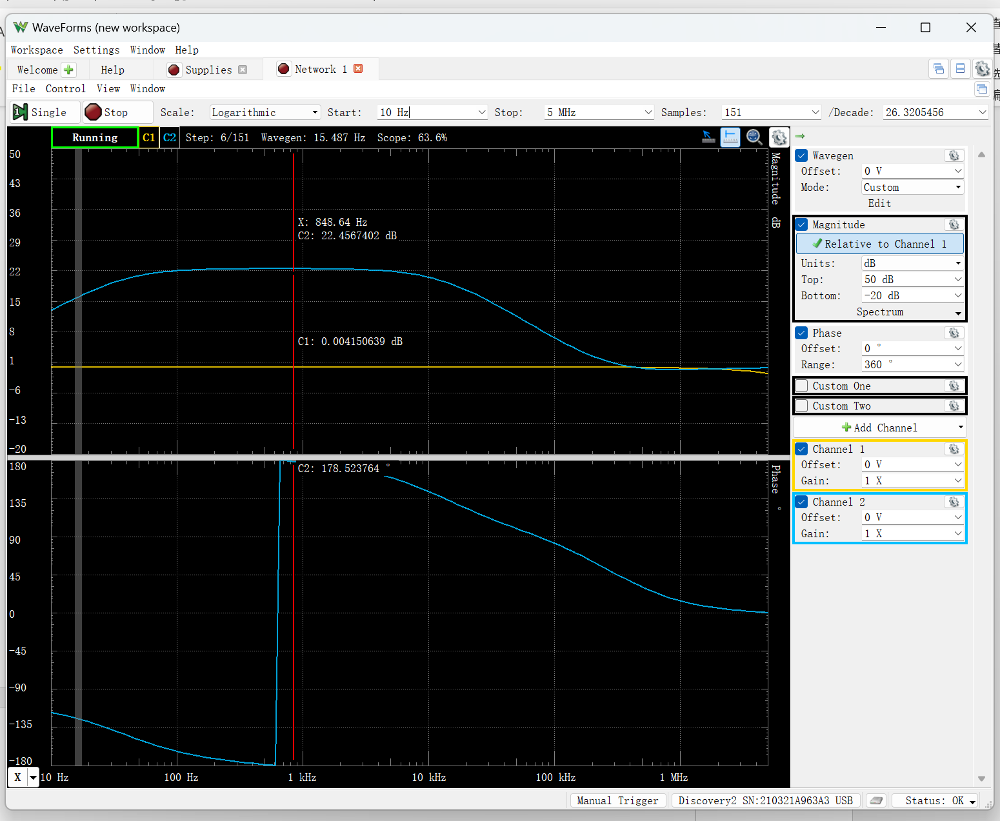 WaveForms (new workspace)
Workspace Settings Window Help
Welcome Help Supplies Network 1
File Control View Window
Single Stop Scale: Logarithmic Start: 10 Hz Stop: 5 MHz Samples: 151 /Decade: 26.3205456
Running C1 C2 Step: 6/151 Wavegen: 15.487 Hz Scope: 63.6%
50
43
36
29
22
15
8
1
-6
-13
-20
Magnitude dB
X: 848.64 Hz
C2: 22.4567402 dB
C1: 0.004150639 dB
180
135
90
45
0
-45
-90
-135
-180
C2: 178.523764 °
Phase °
X 10 Hz 100 Hz 1 kHz 10 kHz 100 kHz 1 MHz
Wavegen
Offset: 0 V
Mode: Custom
Edit
Magnitude
Relative to Channel 1
Units: dB
Top: 50 dB
Bottom: -20 dB
Spectrum
Phase
Offset: 0 °
Range: 360 °
Custom One
Custom Two
Add Channel
Channel 1
Offset: 0 V
Gain: 1 X
Channel 2
Offset: 0 V
Gain: 1 X
Manual Trigger Discovery2 SN:210321A963A3 USB Status: OK